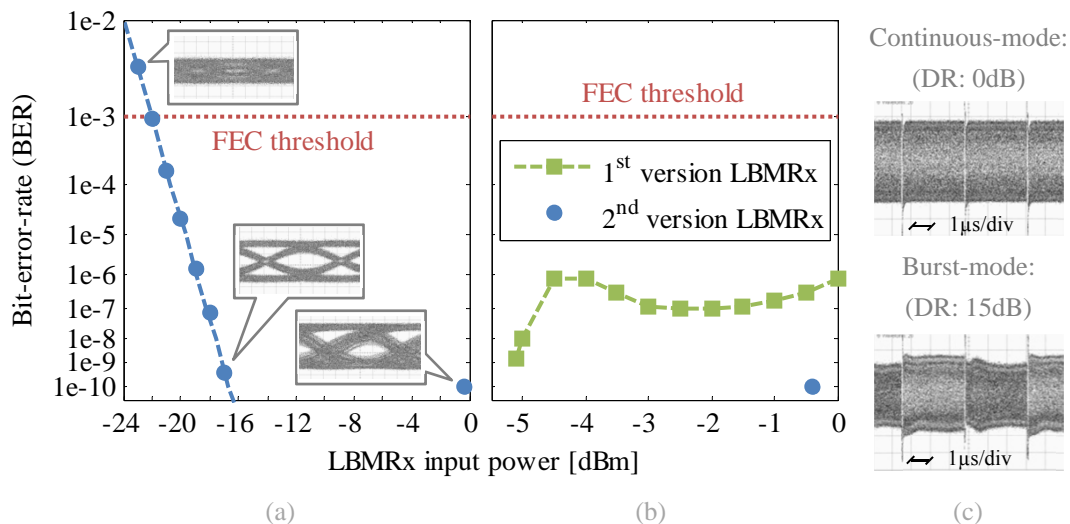 1e-2
1e-3
1e-4
1e-5
1e-6
1e-7
1e-8
1e-9
1e-10
Bit-error-rate (BER)
FEC threshold
-24 -20 -16 -12 -8 -4 0
FEC threshold
1st version LBMRx
2nd version LBMRx
-5 -4 -3 -2 -1 0
LBMRx input power [dBm]
Continuous-mode:
(DR: 0dB)
1µs/div
Burst-mode:
(DR: 15dB)
1µs/div
(a) (b) (c)